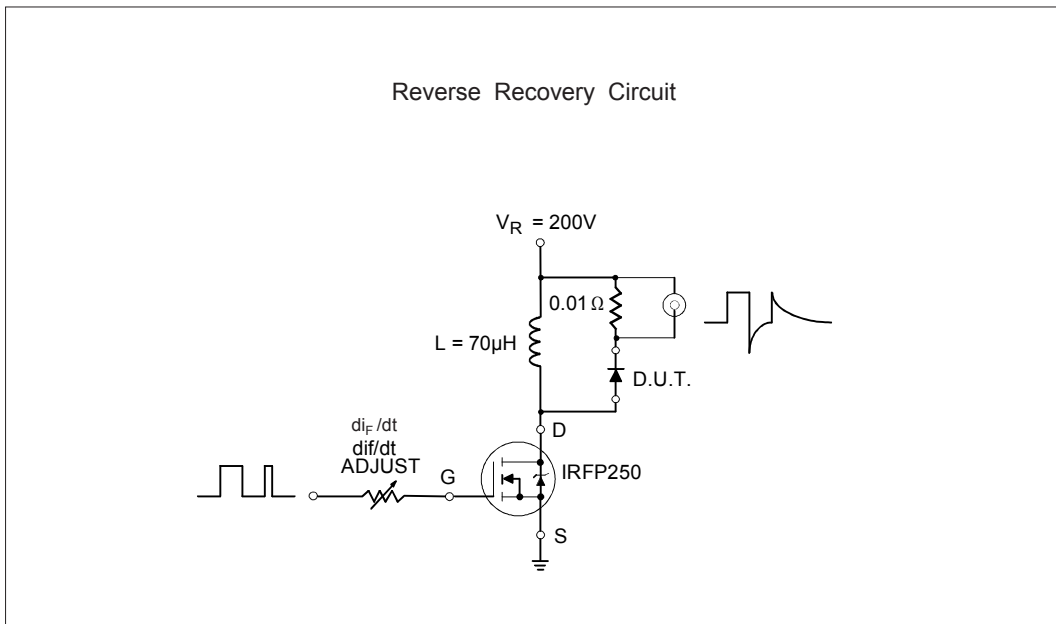 Reverse Recovery Circuit
V_R = 200V
0.01 Ω
L = 70µH
D.U.T.
di_F /dt
dif/dt
ADJUST
D
G
IRFP250
S